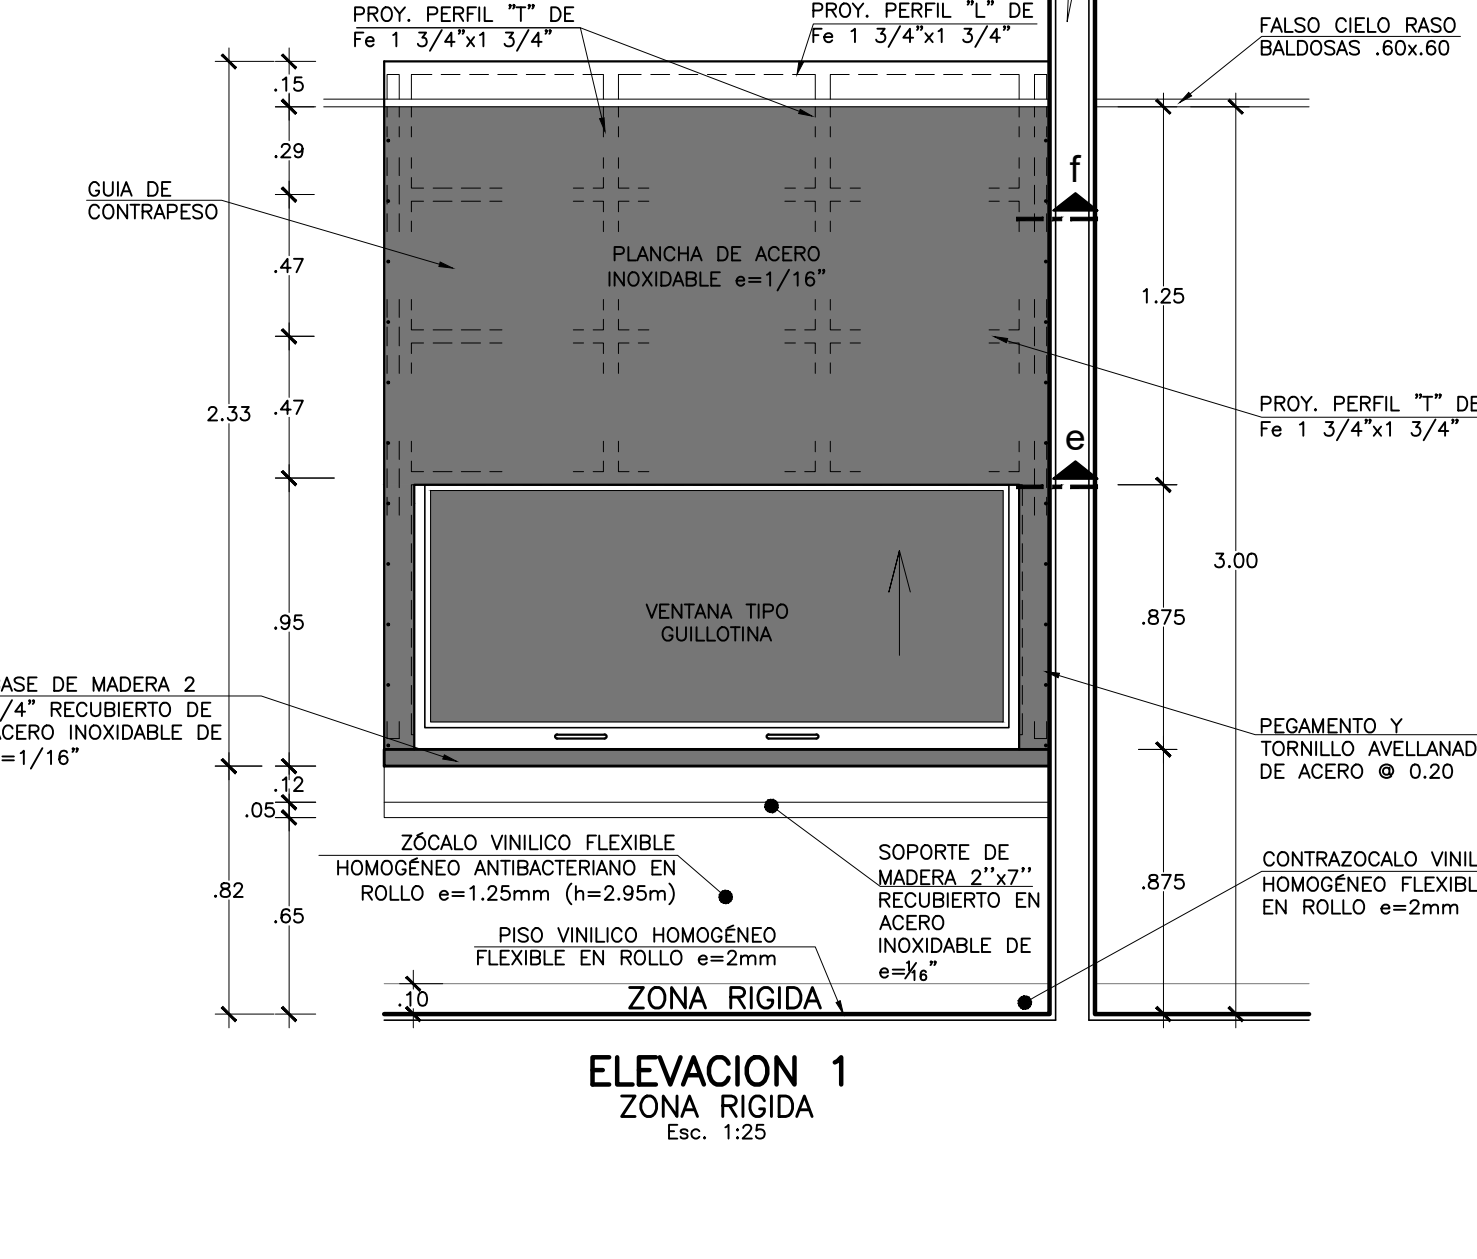 PROY. PERFIL "T" DE
Fe 1 3/4"x1 3/4"
PROY. PERFIL "L" DE
Fe 1 3/4"x1 3/4"
FALSO CIELO RASO
BALDOSAS .60x.60
.15
.29
GUIA DE
CONTRAPESO
f
PLANCHA DE ACERO
INOXIDABLE e=1/16"
.47
1.25
2.33
.47
PROY. PERFIL "T" DE
Fe 1 3/4"x1 3/4"
e
3.00
.95
VENTANA TIPO
GUILLOTINA
.875
ASE DE MADERA 2
/4" RECUBIERTO DE
CERO INOXIDABLE DE
=1/16"
PEGAMENTO Y
TORNILLO AVELLANAD
DE ACERO @ 0.20
.12
.05
ZÓCALO VINILICO FLEXIBLE
HOMOGÉNEO ANTIBACTERIANO EN
ROLLO e=1.25mm (h=2.95m)
SOPORTE DE
MADERA 2''x7''
RECUBIERTO EN
ACERO
INOXIDABLE DE
e=1/16"
CONTRAZOCALO VINIL
HOMOGÉNEO FLEXIBL
EN ROLLO e=2mm
.82
.65
.875
PISO VINILICO HOMOGÉNEO
FLEXIBLE EN ROLLO e=2mm
.10
ZONA RIGIDA
ELEVACION 1
ZONA RIGIDA
Esc. 1:25